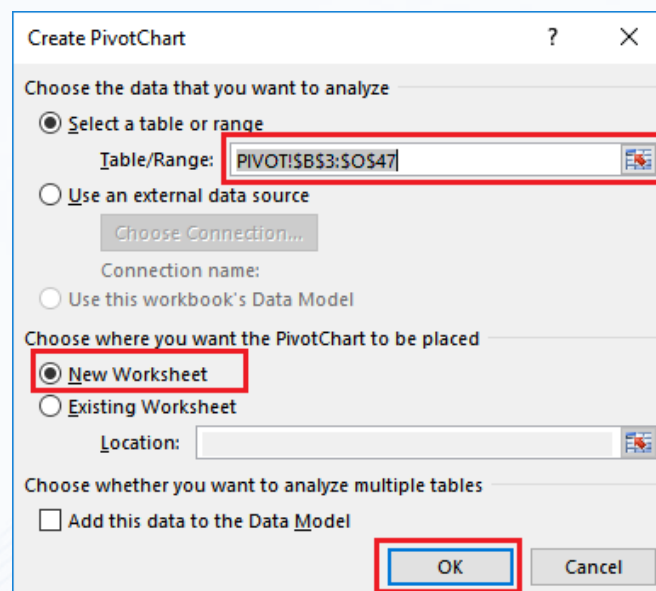 Create PivotChart ? ×
Choose the data that you want to analyze
Select a table or range
Table/Range: PIVOT!$B$3:$O$47
Use an external data source
Choose Connection...
Connection name:
Use this workbook's Data Model
Choose where you want the PivotChart to be placed
New Worksheet
Existing Worksheet
Location:
Choose whether you want to analyze multiple tables
Add this data to the Data Model
OK Cancel